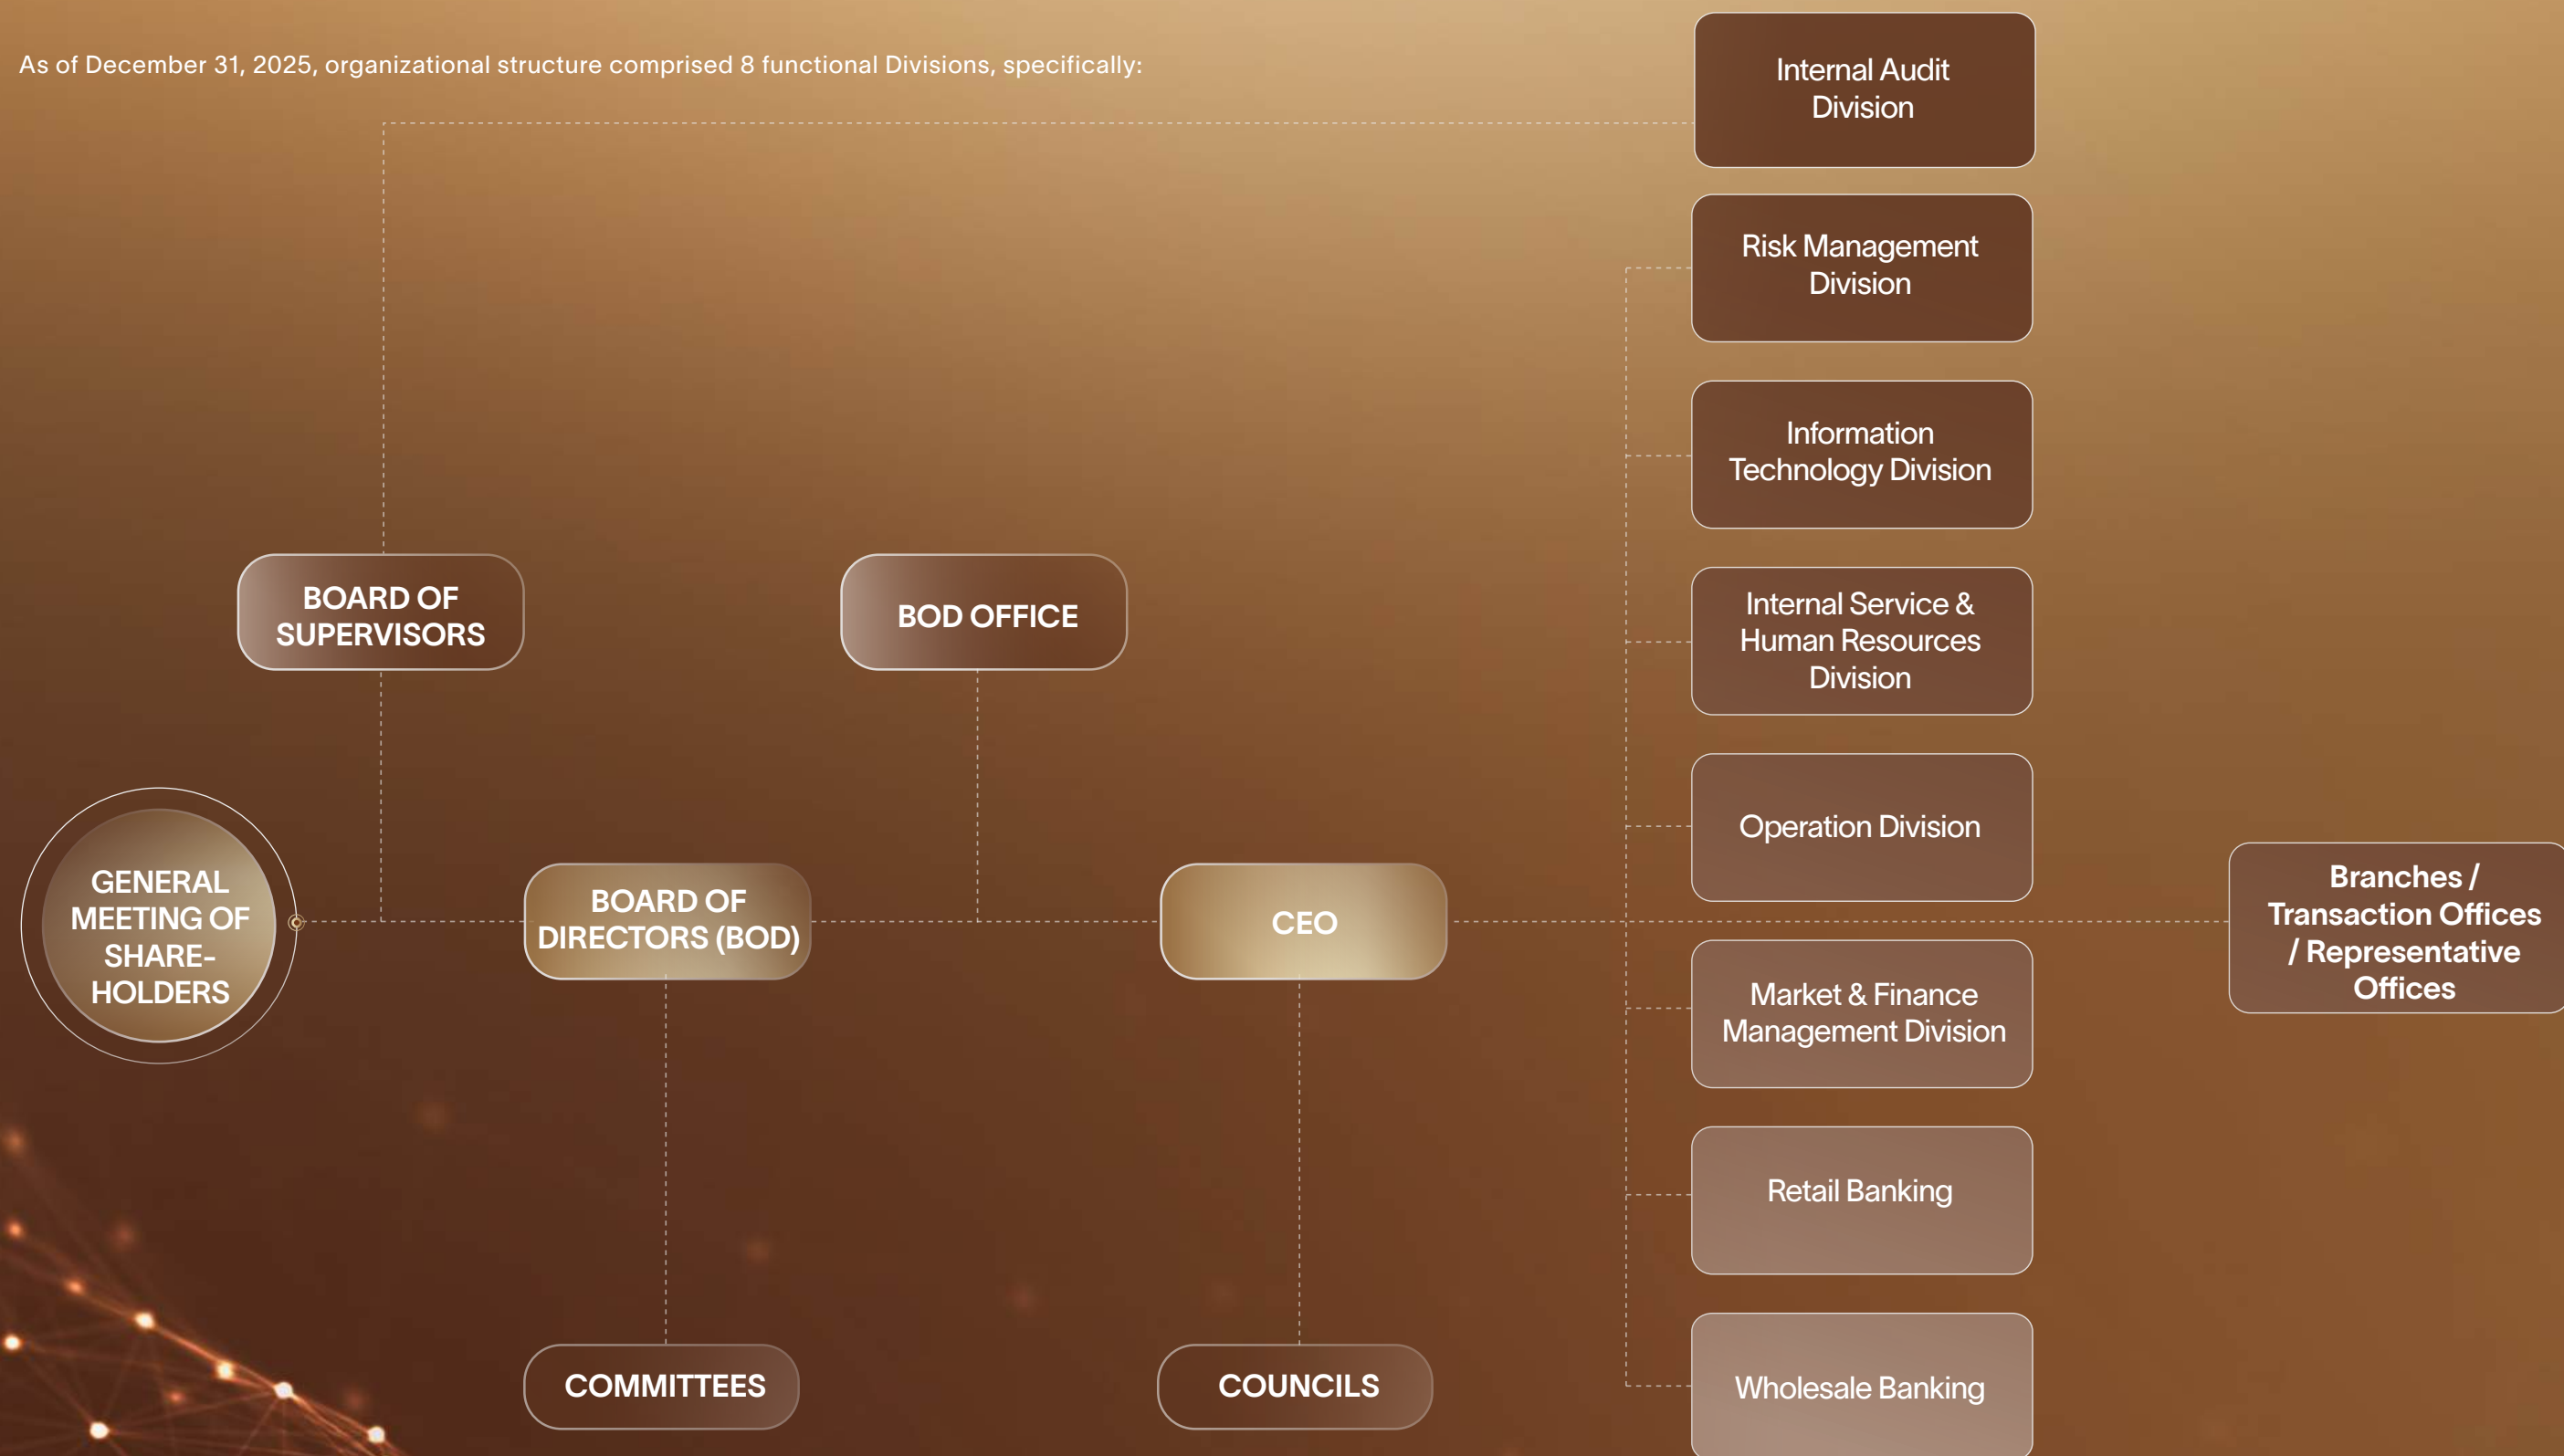 As of December 31, 2025, organizational structure comprised 8 functional Divisions, specifically:
Internal Audit
Division
Risk Management
Division
Information
Technology Division
BOARD OF
SUPERVISORS
BOD OFFICE
Internal Service &
Human Resources
Division
Operation Division
GENERAL
MEETING OF
SHARE-
HOLDERS
BOARD OF
DIRECTORS (BOD)
CEO
Branches /
Transaction Offices
/ Representative
Offices
Market & Finance
Management Division
Retail Banking
COMMITTEES
COUNCILS
Wholesale Banking